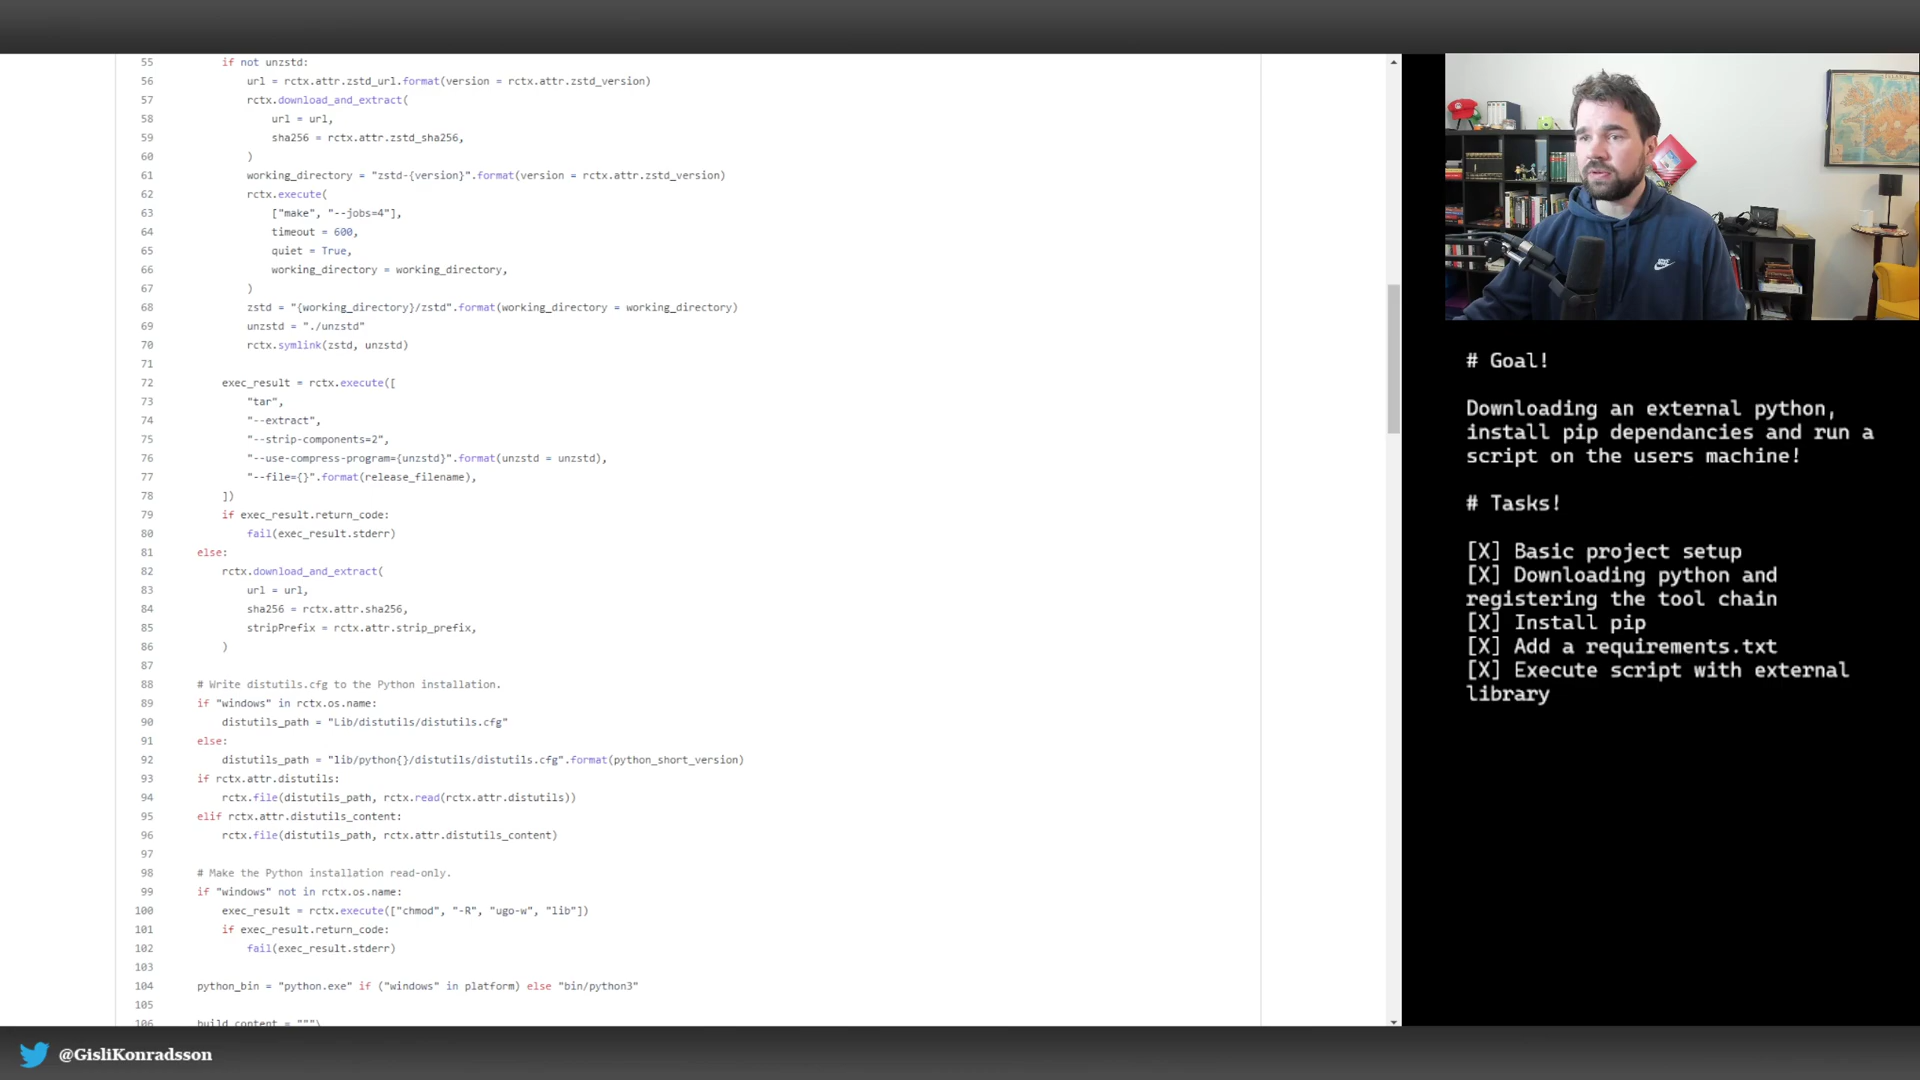 55 if not unzstd:
56 url = rctx.attr.zstd_url.format(version = rctx.attr.zstd_version)
57 rctx.download_and_extract(
58 url = url,
59 sha256 = rctx.attr.zstd_sha256,
60 )
61 working_directory = "zstd-{version}".format(version = rctx.attr.zstd_version)
62 rctx.execute(
63 ["make", "--jobs=4"],
64 timeout = 600,
65 quiet = True,
66 working_directory = working_directory,
67 )
68 zstd = "{working_directory}/zstd".format(working_directory = working_directory)
69 unzstd = "./unzstd"
70 rctx.symlink(zstd, unzstd)
71
72 exec_result = rctx.execute([
73 "tar",
74 "--extract",
75 "--strip-components=2",
76 "--use-compress-program={unzstd}".format(unzstd = unzstd),
77 "--file={}".format(release_filename),
78 ])
79 if exec_result.return_code:
80 fail(exec_result.stderr)
81 else:
82 rctx.download_and_extract(
83 url = url,
84 sha256 = rctx.attr.sha256,
85 stripPrefix = rctx.attr.strip_prefix,
86 )
87
88 # Write distutils.cfg to the Python installation.
89 if "windows" in rctx.os.name:
90 distutils_path = "Lib/distutils/distutils.cfg"
91 else:
92 distutils_path = "lib/python{}/distutils/distutils.cfg".format(python_short_version)
93 if rctx.attr.distutils:
94 rctx.file(distutils_path, rctx.read(rctx.attr.distutils))
95 elif rctx.attr.distutils_content:
96 rctx.file(distutils_path, rctx.attr.distutils_content)
97
98 # Make the Python installation read-only.
99 if "windows" not in rctx.os.name:
100 exec_result = rctx.execute(["chmod", "-R", "ugo-w", "lib"])
101 if exec_result.return_code:
102 fail(exec_result.stderr)
103
104 python_bin = "python.exe" if ("windows" in platform) else "bin/python3"
105
106 build_content = """\
# Goal!
Downloading an external python,
install pip dependancies and run a
script on the users machine!
# Tasks!
[X] Basic project setup
[X] Downloading python and
registering the tool chain
[X] Install pip
[X] Add a requirements.txt
[X] Execute script with external
library
@GisliKonradsson